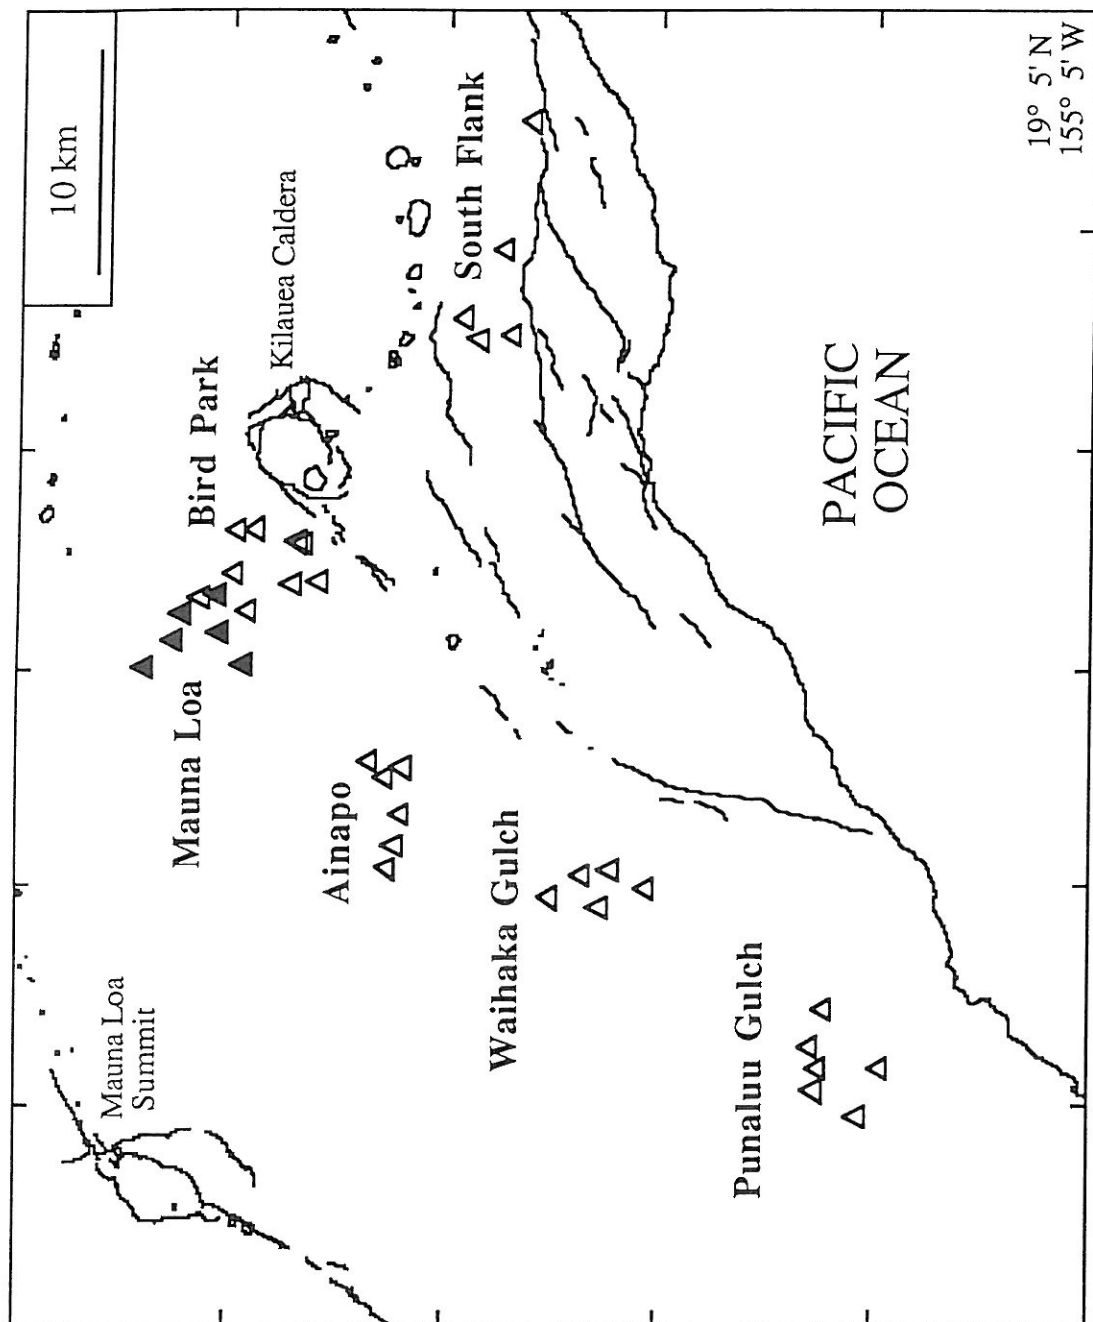 10 km
Kilauea Caldera
Bird Park
South Flank
Mauna Loa
Ainapo
Mauna Loa
Summit
Waihaka Gulch
Punaluu Gulch
PACIFIC
OCEAN
19° 5' N
155° 5' W